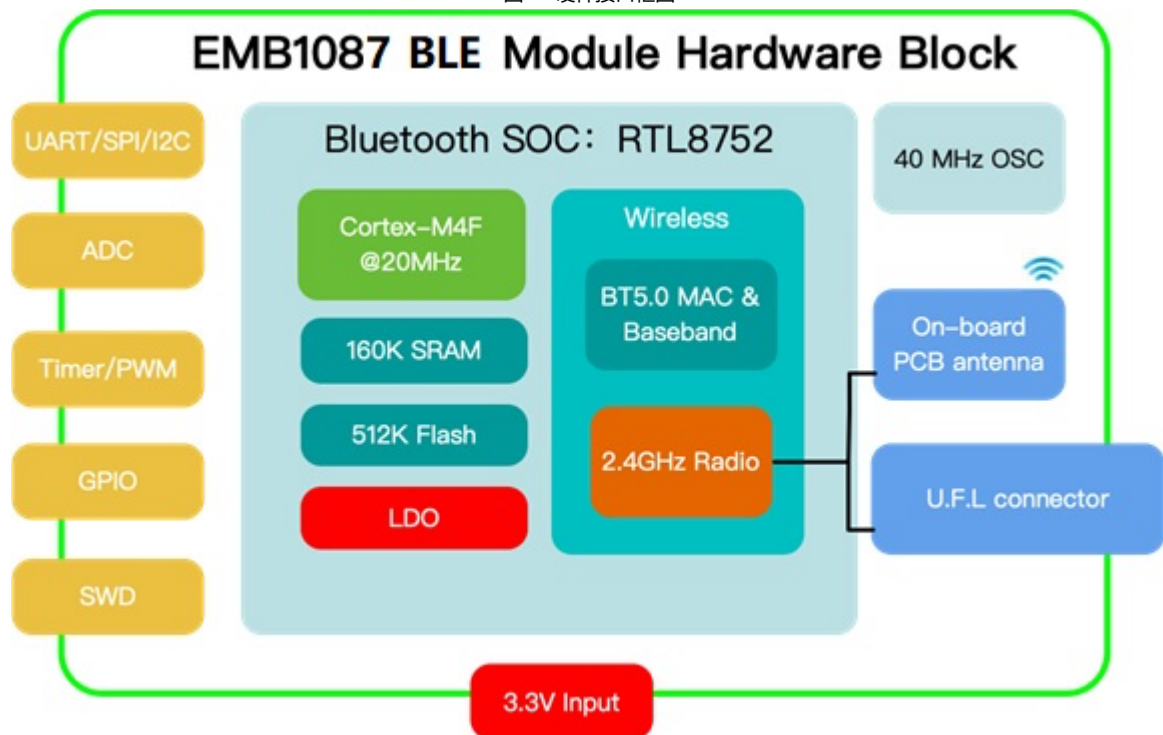 EMB1087 BLE Module Hardware Block
UART/SPI/I2C
ADC
Timer/PWM
GPIO
SWD
Bluetooth SOC: RTL8752
Cortex-M4F
@20MHz
160K SRAM
512K Flash
LDO
Wireless
BT5.0 MAC &
Baseband
2.4GHz Radio
40 MHz OSC
On-board
PCB antenna
U.F.L connector
3.3V Input